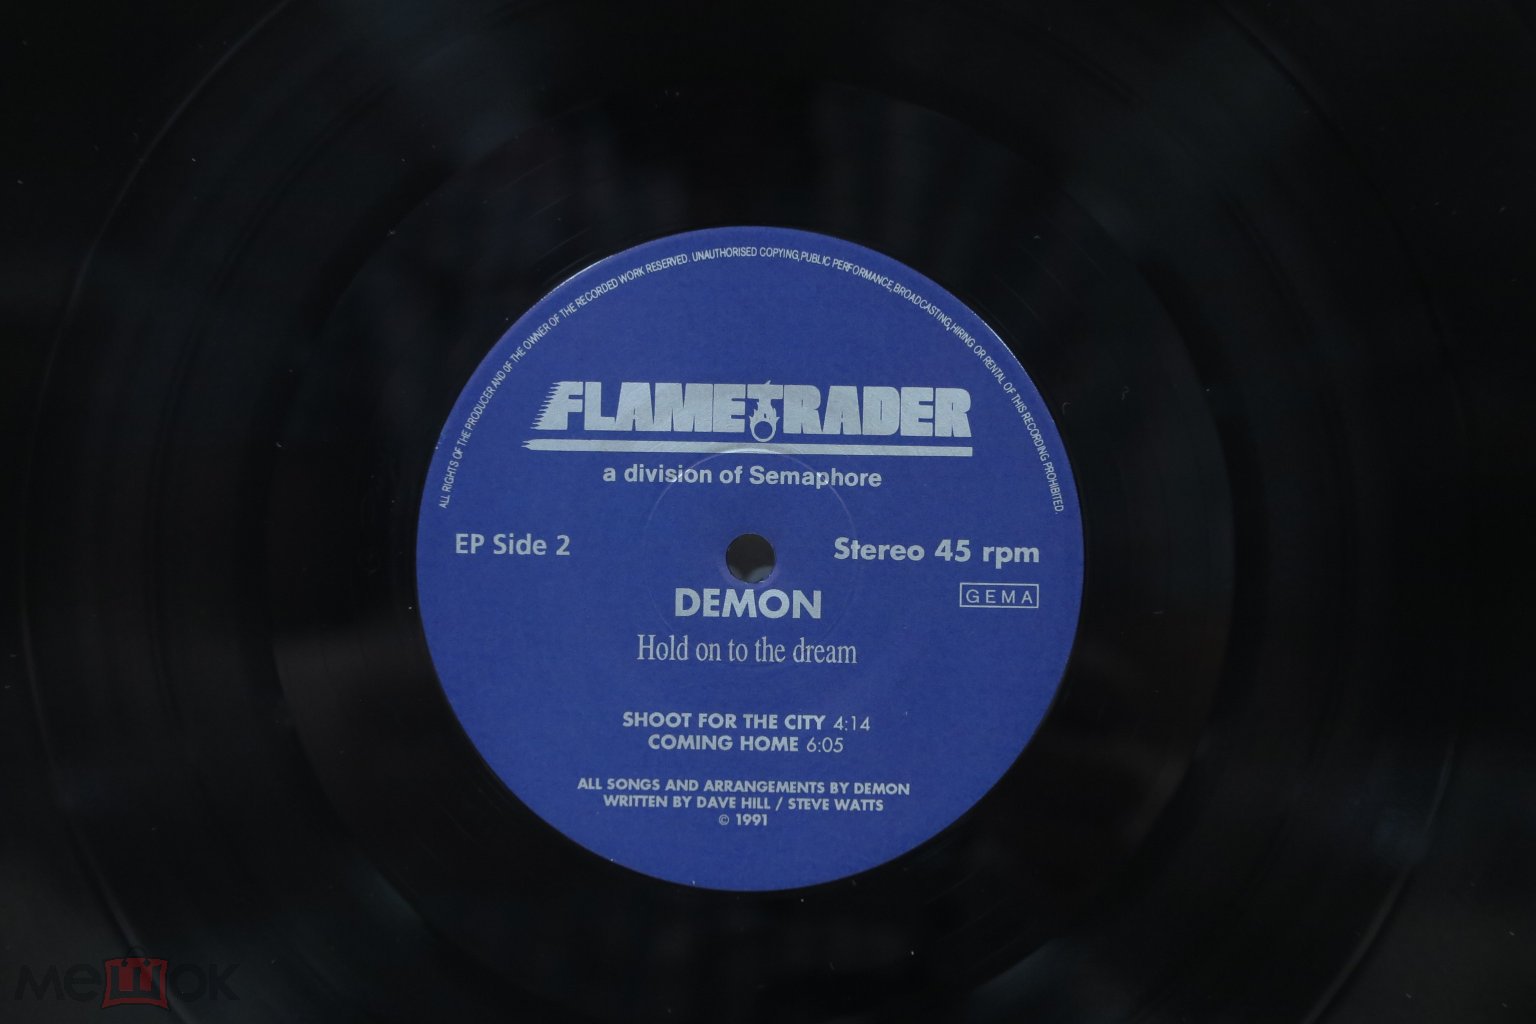 ALL RIGHTS OF THE PRODUCER AND OF THE OWNER OF THE RECORDED WORK RESERVED. UNAUTHORISED COPYING, PUBLIC PERFORMANCE, BROADCASTING, HIRING OR RENTAL OF THIS RECORDING PROHIBITED.
FLAMETRADER
a division of Semaphore
EP Side 2
Stereo 45 rpm
GEMA
DEMON
Hold on to the dream
SHOOT FOR THE CITY 4:14
COMING HOME 6:05
ALL SONGS AND ARRANGEMENTS BY DEMON
WRITTEN BY DAVE HILL / STEVE WATTS
© 1991
мешок